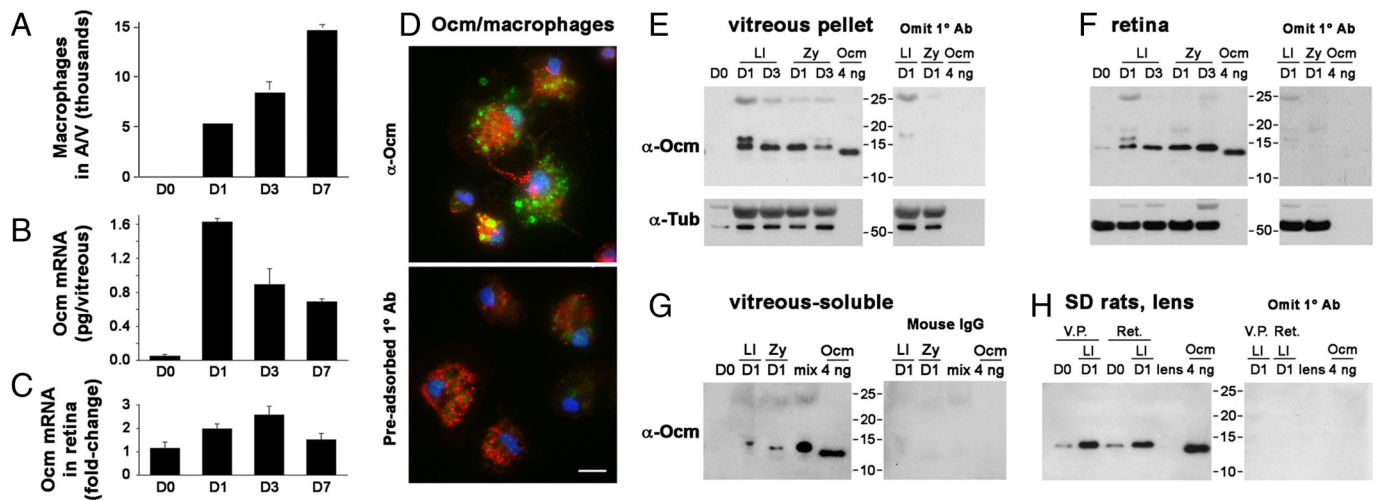 A
Macrophages
in A/V (thousands)
15
10
5
0
D0 D1 D3 D7
B
Ocm mRNA
(pg/vitreous)
1.6
1.2
0.8
0.4
0.0
D0 D1 D3 D7
C
Ocm mRNA
in retina
(fold-change)
3
2
1
0
D0 D1 D3 D7
D Ocm/macrophages
α-Ocm
Pre-adsorbed 1° Ab
E vitreous pellet Omit 1° Ab
LI Zy Ocm LI Zy
D0 D1 D3 D1 D3 4 ng D1 D1
α-Ocm
-25-
-20-
-15-
-10-
α-Tub
50-
F retina Omit 1° Ab
LI Zy Ocm LI Zy Ocm
D0 D1 D3 D1 D3 4 ng D1 D1 4 ng
-25-
-20-
-15-
-10-
-50-
G vitreous-soluble
Mouse IgG
LI Zy Ocm LI Zy Ocm
D0 D1 D1 mix 4 ng D1 D1 mix 4 ng
α-Ocm
-25-
-20-
-15-
-10-
H SD rats, lens Omit 1° Ab
V.P. Ret. V.P. Ret.
LI LI Ocm LI LI Ocm
D0 D1 D0 D1 lens 4 ng D1 D1 lens 4 ng
-25-
-20-
-15-
-10-